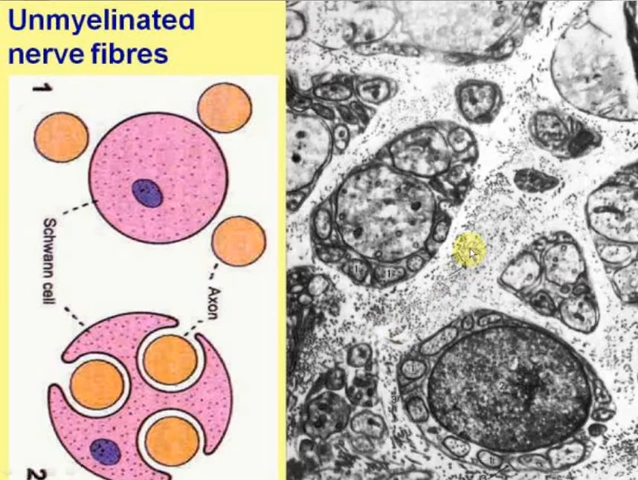 Unmyelinated
nerve fibres
1
Schwann cell
Axon
2